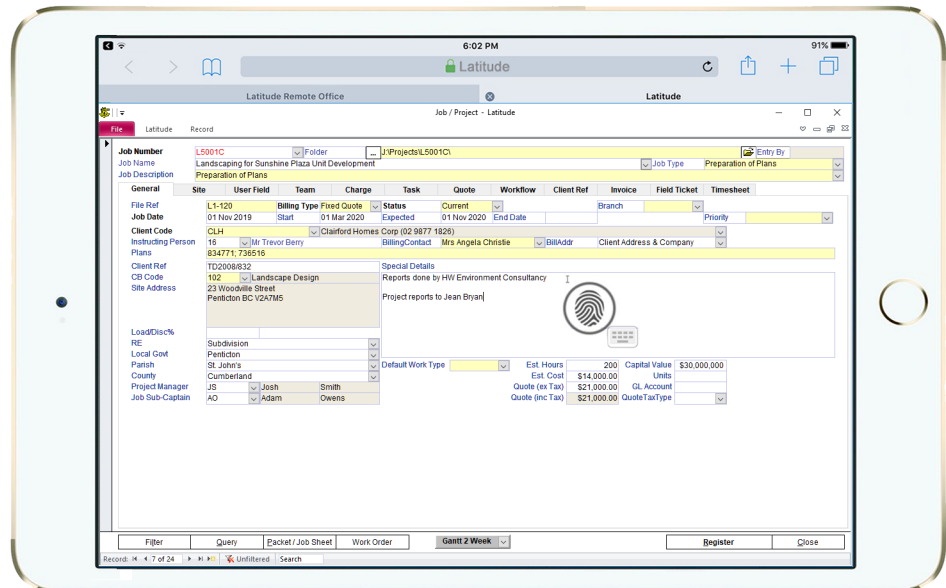 6:02 PM 91%
Latitude
Latitude Remote Office Latitude
Job / Project - Latitude
File Latitude Record
Job Number L5001C Folder ... J:\Projects\L5001C\ Entry By
Job Name Landscaping for Sunshine Plaza Unit Development Job Type Preparation of Plans
Job Description Preparation of Plans
General Site User Field Team Charge Task Quote Workflow Client Ref Invoice Field Ticket Timesheet
File Ref L1-120 Billing Type Fixed Quote Status Current Branch
Job Date 01 Nov 2019 Start 01 Mar 2020 Expected 01 Nov 2020 End Date Priority
Client Code CLH Clairford Homes Corp (02 9877 1826)
Instructing Person 16 Mr Trevor Berry BillingContact Mrs Angela Christie BillAddr Client Address & Company
Plans 834771; 736516
Client Ref TD2008/832 Special Details
CB Code 102 Landscape Design Reports done by HW Environment Consultancy
Site Address 23 Woodville Street
Penticton BC V2A7M5 Project reports to Jean Bryan
Load/Disc%
RE Subdivision
Local Govt Penticton
Parish St. John's Default Work Type Est. Hours 200 Capital Value $30,000,000
County Cumberland Est. Cost $14,000.00 Units
Project Manager JS Josh Smith Quote (ex Tax) $21,000.00 GL Account
Job Sub-Captain AO Adam Owens Quote (inc Tax) $21,000.00 QuoteTaxType
Filter Query Packet / Job Sheet Work Order Gantt 2 Week Register Close
Record: 7 of 24 Unfiltered Search